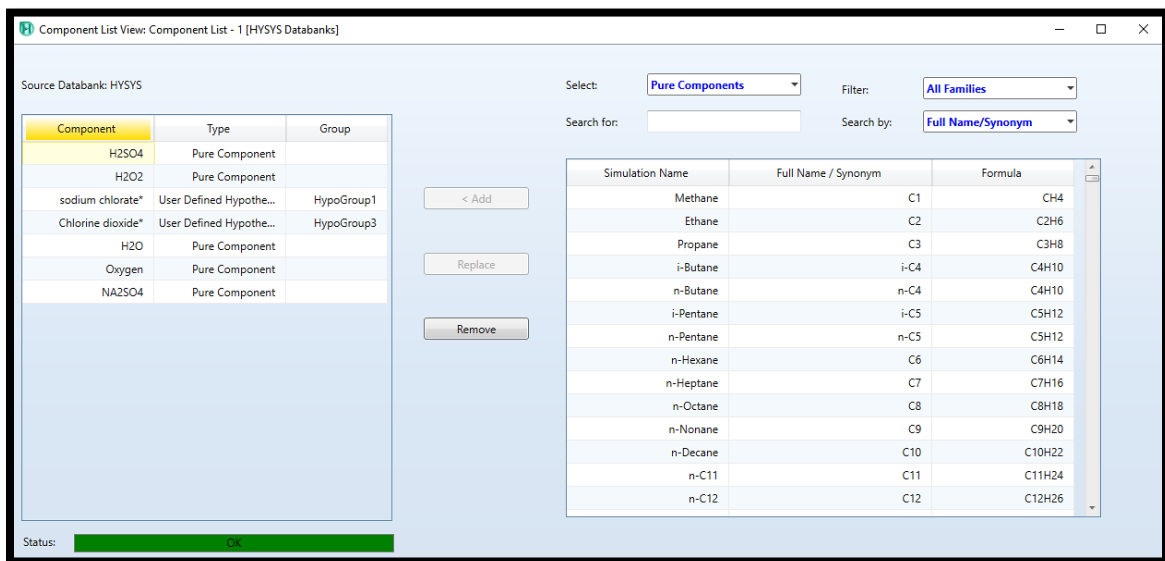 Component List View: Component List - 1 [HYSYS Databanks]
Source Databank: HYSYS
Select: Pure Components Filter: All Families
Search for: Search by: Full Name/Synonym
Component Type Group
H2SO4 Pure Component
H2O2 Pure Component
sodium chlorate* User Defined Hypothe... HypoGroup1
Chlorine dioxide* User Defined Hypothe... HypoGroup3
H2O Pure Component
Oxygen Pure Component
NA2SO4 Pure Component
< Add
Replace
Remove
Simulation Name Full Name / Synonym Formula
Methane C1 CH4
Ethane C2 C2H6
Propane C3 C3H8
i-Butane i-C4 C4H10
n-Butane n-C4 C4H10
i-Pentane i-C5 C5H12
n-Pentane n-C5 C5H12
n-Hexane C6 C6H14
n-Heptane C7 C7H16
n-Octane C8 C8H18
n-Nonane C9 C9H20
n-Decane C10 C10H22
n-C11 C11 C11H24
n-C12 C12 C12H26
Status: OK